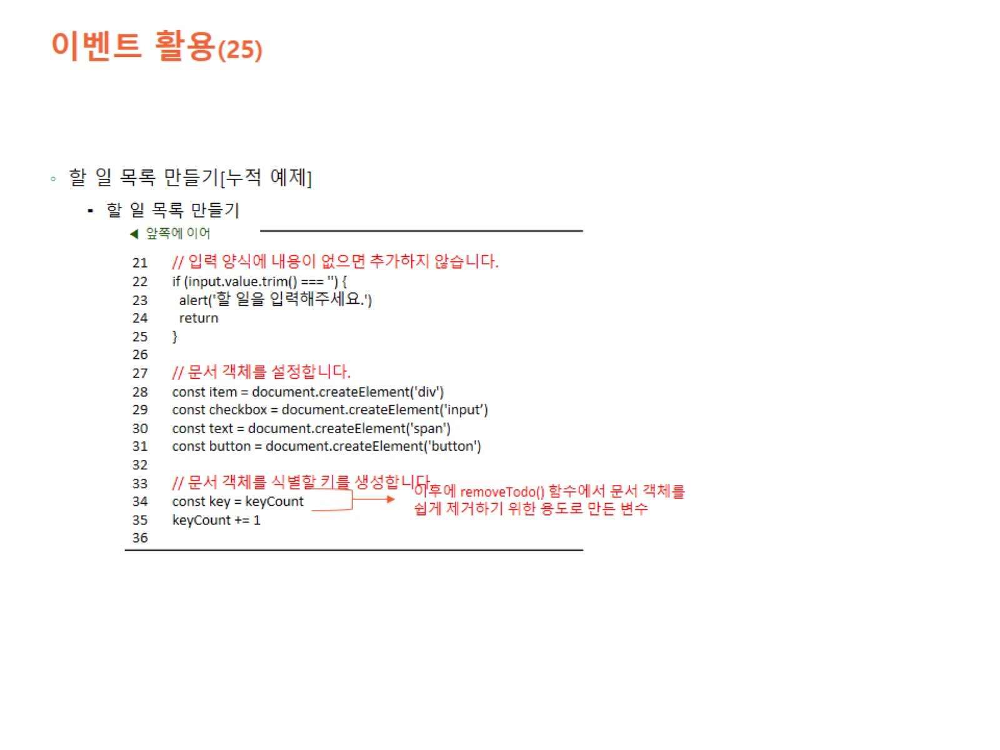 이벤트 활용(25)
◦ 할 일 목록 만들기[누적 예제]
▪ 할 일 목록 만들기
◀ 앞쪽에 이어
21 // 입력 양식에 내용이 없으면 추가하지 않습니다.
22 if (input.value.trim() === '') {
23 alert('할 일을 입력해주세요.')
24 return
25 }
26
27 // 문서 객체를 설정합니다.
28 const item = document.createElement('div')
29 const checkbox = document.createElement('input’)
30 const text = document.createElement('span')
31 const button = document.createElement('button')
32
33 // 문서 객체를 식별할 키를 생성합니다.
34 const key = keyCount
35 keyCount += 1
36
이후에 removeTodo() 함수에서 문서 객체를
쉽게 제거하기 위한 용도로 만든 변수